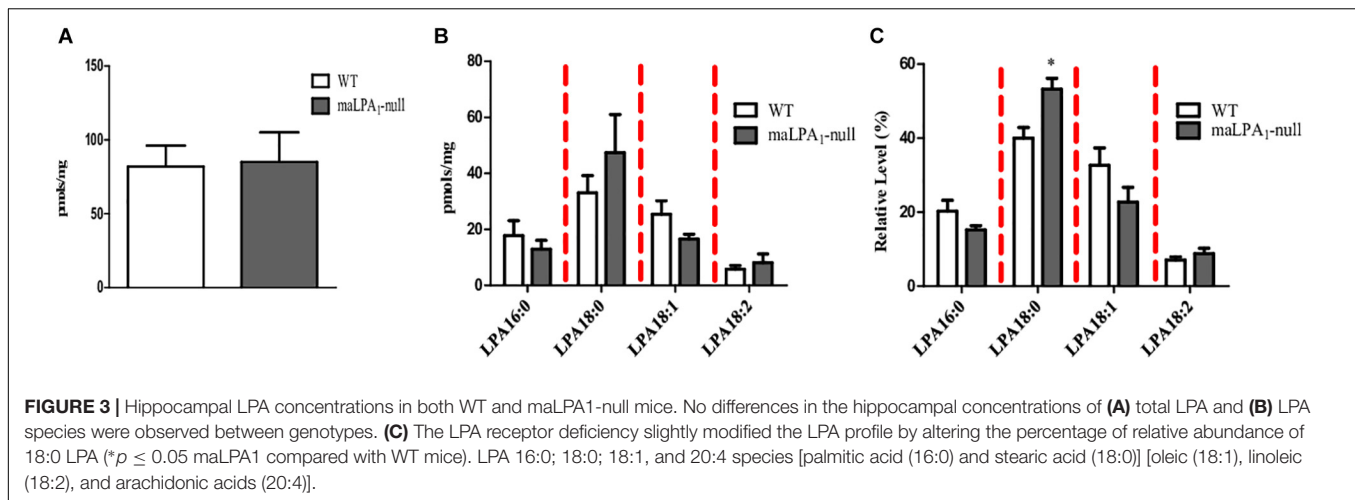 A
150
100
50
0
pmols/mg
WT
maLPA1-null
B
80
60
40
20
0
pmols/mg
WT
maLPA1-null
LPA16:0
LPA18:0
LPA18:1
LPA18:2
C
60
40
20
0
Relative Level (%)
*
WT
maLPA1-null
LPA16:0
LPA18:0
LPA18:1
LPA18:2
FIGURE 3 | Hippocampal LPA concentrations in both WT and maLPA1-null mice. No differences in the hippocampal concentrations of (A) total LPA and (B) LPA
species were observed between genotypes. (C) The LPA receptor deficiency slightly modified the LPA profile by altering the percentage of relative abundance of
18:0 LPA (*p ≤ 0.05 maLPA1 compared with WT mice). LPA 16:0; 18:0; 18:1, and 20:4 species [palmitic acid (16:0) and stearic acid (18:0)] [oleic (18:1), linoleic
(18:2), and arachidonic acids (20:4)].